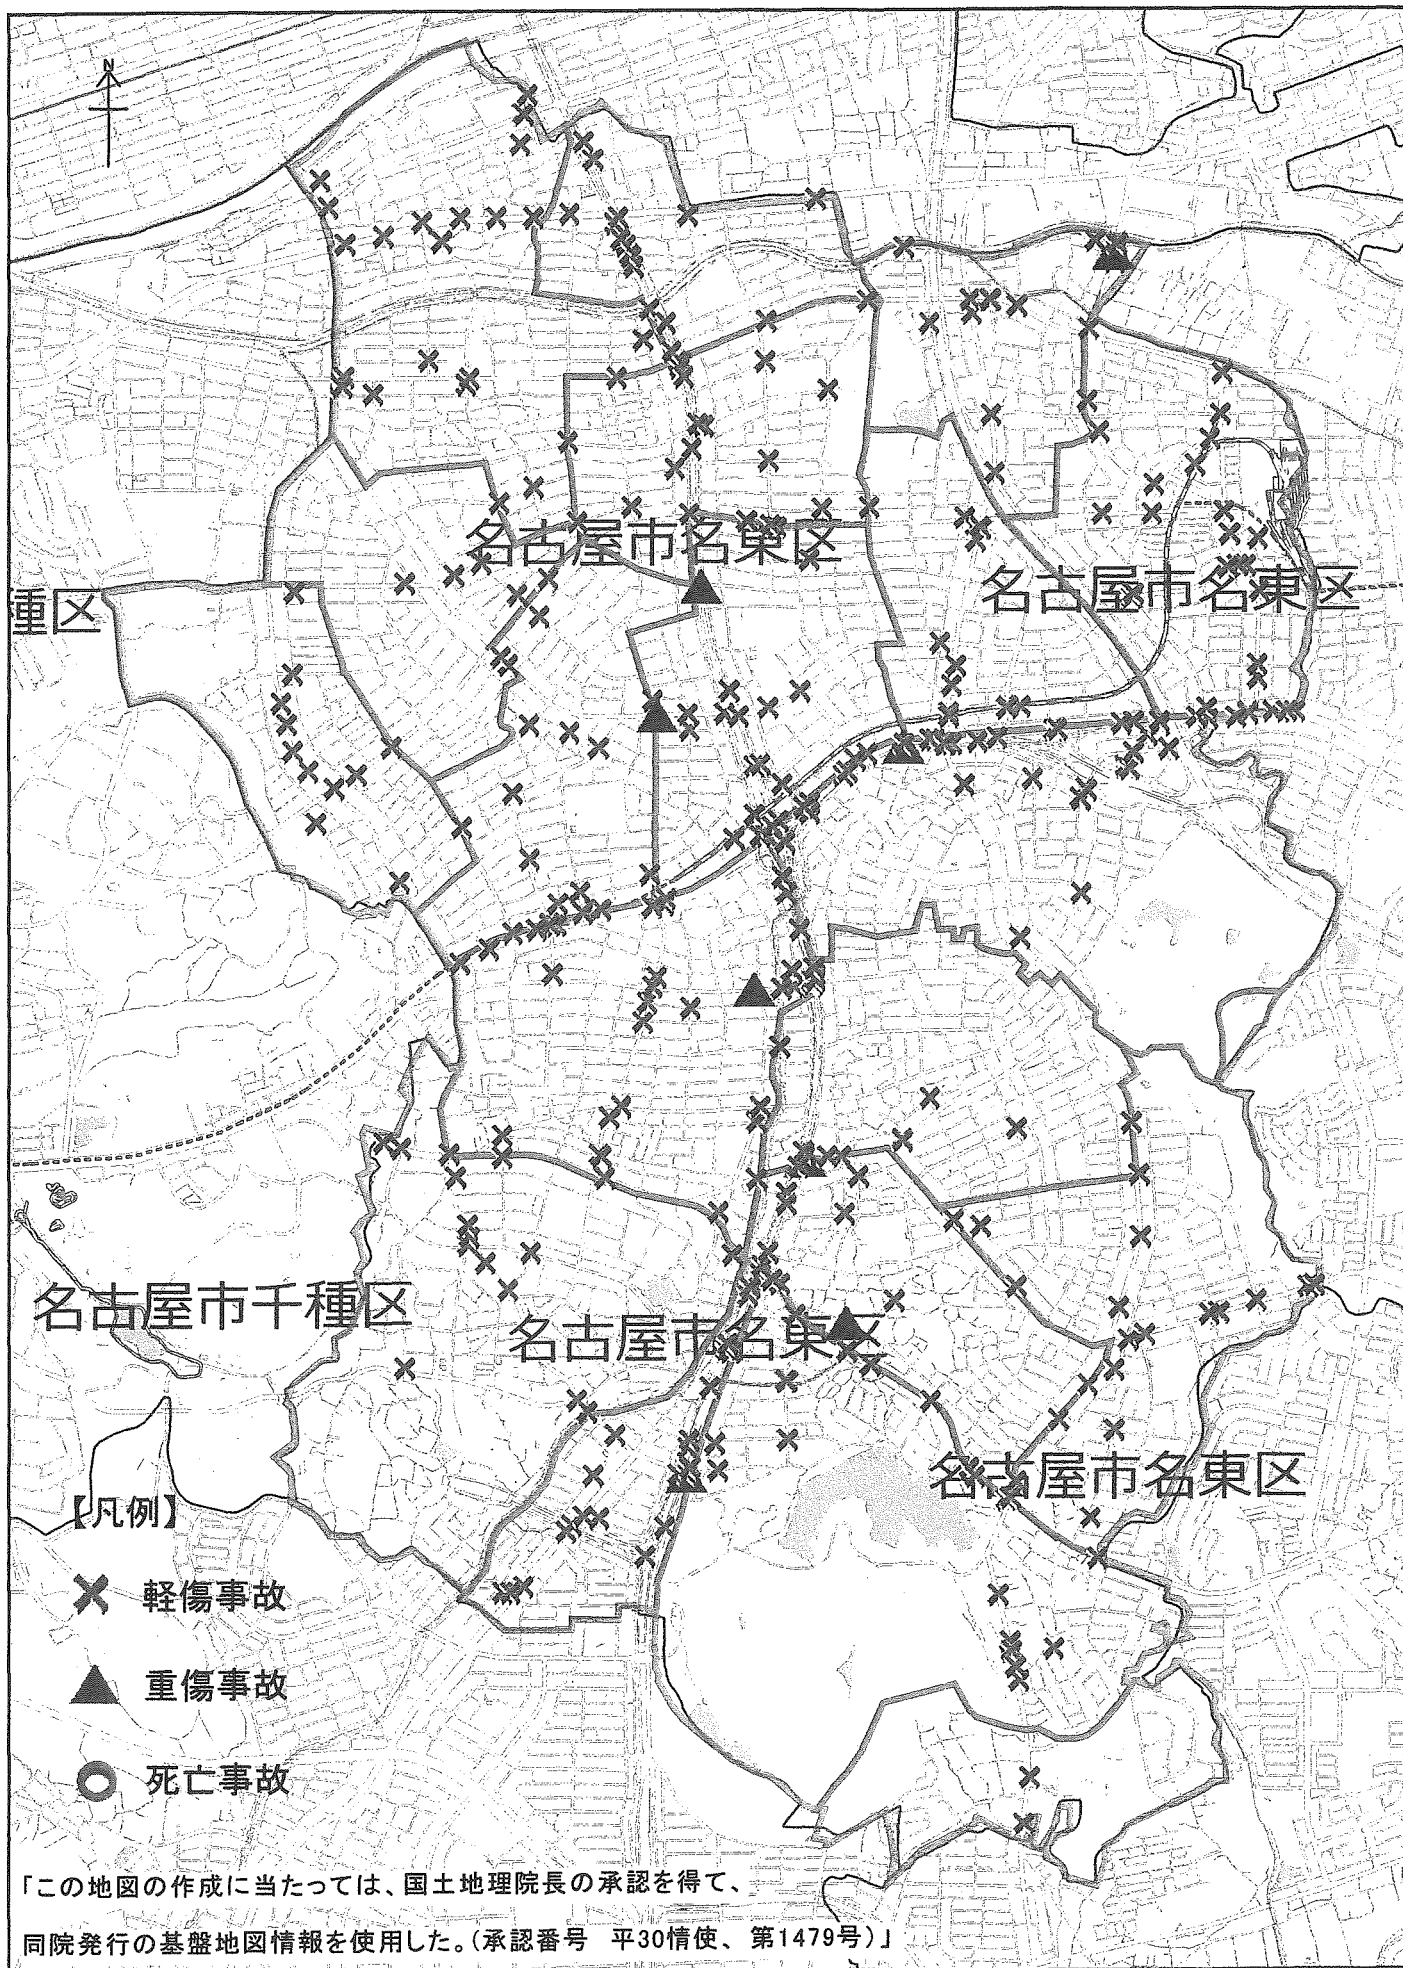 N
名古屋市名東区
名古屋市名東区
種区
名古屋市千種区
名古屋市名東区
名古屋市名東区
【凡例】
軽傷事故
重傷事故
死亡事故
「この地図の作成に当たっては、国土地理院長の承認を得て、
同院発行の基盤地図情報を使用した。(承認番号 平30情使、第1479号)」